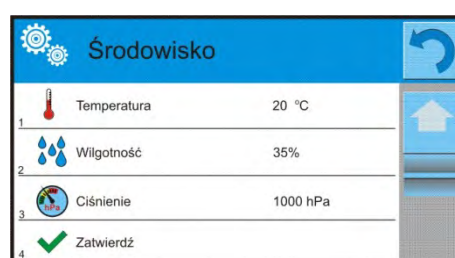 Środowisko
1 Temperatura 20 °C
2 Wilgotność 35%
hPa
3 Ciśnienie 1000 hPa
4 Zatwierdź